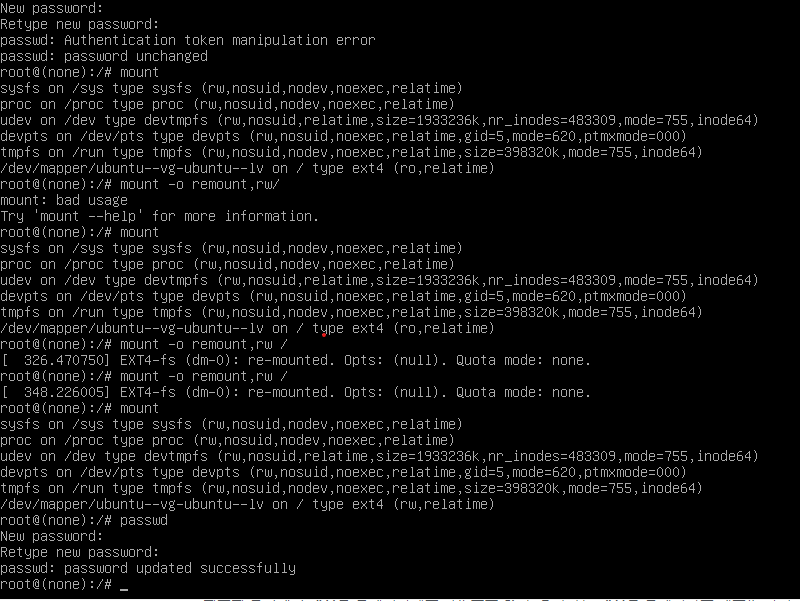 New password:
Retype new password:
passwd: Authentication token manipulation error
passwd: password unchanged
root@(none):/# mount
sysfs on /sys type sysfs (rw,nosuid,nodev,noexec,relatime)
proc on /proc type proc (rw,nosuid,nodev,noexec,relatime)
udev on /dev type devtmpfs (rw,nosuid,relatime,size=1933236k,nr_inodes=483309,mode=755,inode64)
devpts on /dev/pts type devpts (rw,nosuid,noexec,relatime,gid=5,mode=620,ptmxmode=000)
tmpfs on /run type tmpfs (rw,nosuid,nodev,noexec,relatime,size=398320k,mode=755,inode64)
/dev/mapper/ubuntu--vg-ubuntu--lv on / type ext4 (ro,relatime)
root@(none):/# mount -o remount,rw/
mount: bad usage
Try 'mount --help' for more information.
root@(none):/# mount
sysfs on /sys type sysfs (rw,nosuid,nodev,noexec,relatime)
proc on /proc type proc (rw,nosuid,nodev,noexec,relatime)
udev on /dev type devtmpfs (rw,nosuid,relatime,size=1933236k,nr_inodes=483309,mode=755,inode64)
devpts on /dev/pts type devpts (rw,nosuid,noexec,relatime,gid=5,mode=620,ptmxmode=000)
tmpfs on /run type tmpfs (rw,nosuid,nodev,noexec,relatime,size=398320k,mode=755,inode64)
/dev/mapper/ubuntu--vg-ubuntu--lv on / type ext4 (ro,relatime)
root@(none):/# mount -o remount,rw /
[  326.470750] EXT4-fs (dm-0): re-mounted. Opts: (null). Quota mode: none.
root@(none):/# mount -o remount,rw /
[  348.226005] EXT4-fs (dm-0): re-mounted. Opts: (null). Quota mode: none.
root@(none):/# mount
sysfs on /sys type sysfs (rw,nosuid,nodev,noexec,relatime)
proc on /proc type proc (rw,nosuid,nodev,noexec,relatime)
udev on /dev type devtmpfs (rw,nosuid,relatime,size=1933236k,nr_inodes=483309,mode=755,inode64)
devpts on /dev/pts type devpts (rw,nosuid,noexec,relatime,gid=5,mode=620,ptmxmode=000)
tmpfs on /run type tmpfs (rw,nosuid,nodev,noexec,relatime,size=398320k,mode=755,inode64)
/dev/mapper/ubuntu--vg-ubuntu--lv on / type ext4 (rw,relatime)
root@(none):/# passwd
New password:
Retype new password:
passwd: password updated successfully
root@(none):/# _